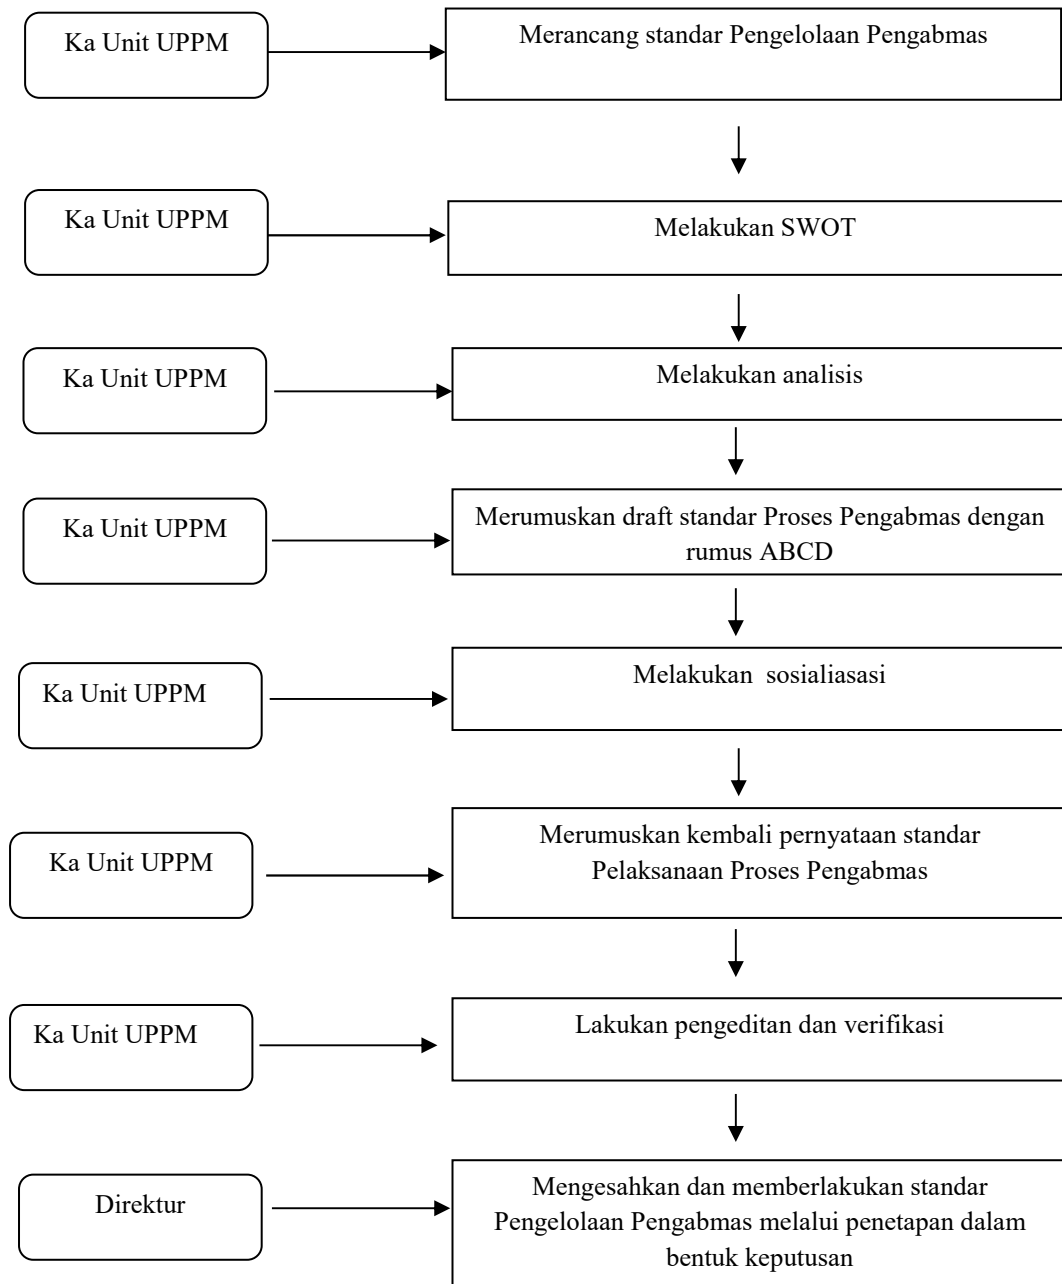 Ka Unit UPPM
Merancang standar Pengelolaan Pengabmas
Ka Unit UPPM
Melakukan SWOT
Ka Unit UPPM
Melakukan analisis
Ka Unit UPPM
Merumuskan draft standar Proses Pengabmas dengan
rumus ABCD
Ka Unit UPPM
Melakukan  sosialiasasi
Ka Unit UPPM
Merumuskan kembali pernyataan standar
Pelaksanaan Proses Pengabmas
Ka Unit UPPM
Lakukan pengeditan dan verifikasi
Direktur
Mengesahkan dan memberlakukan standar
Pengelolaan Pengabmas melalui penetapan dalam
bentuk keputusan